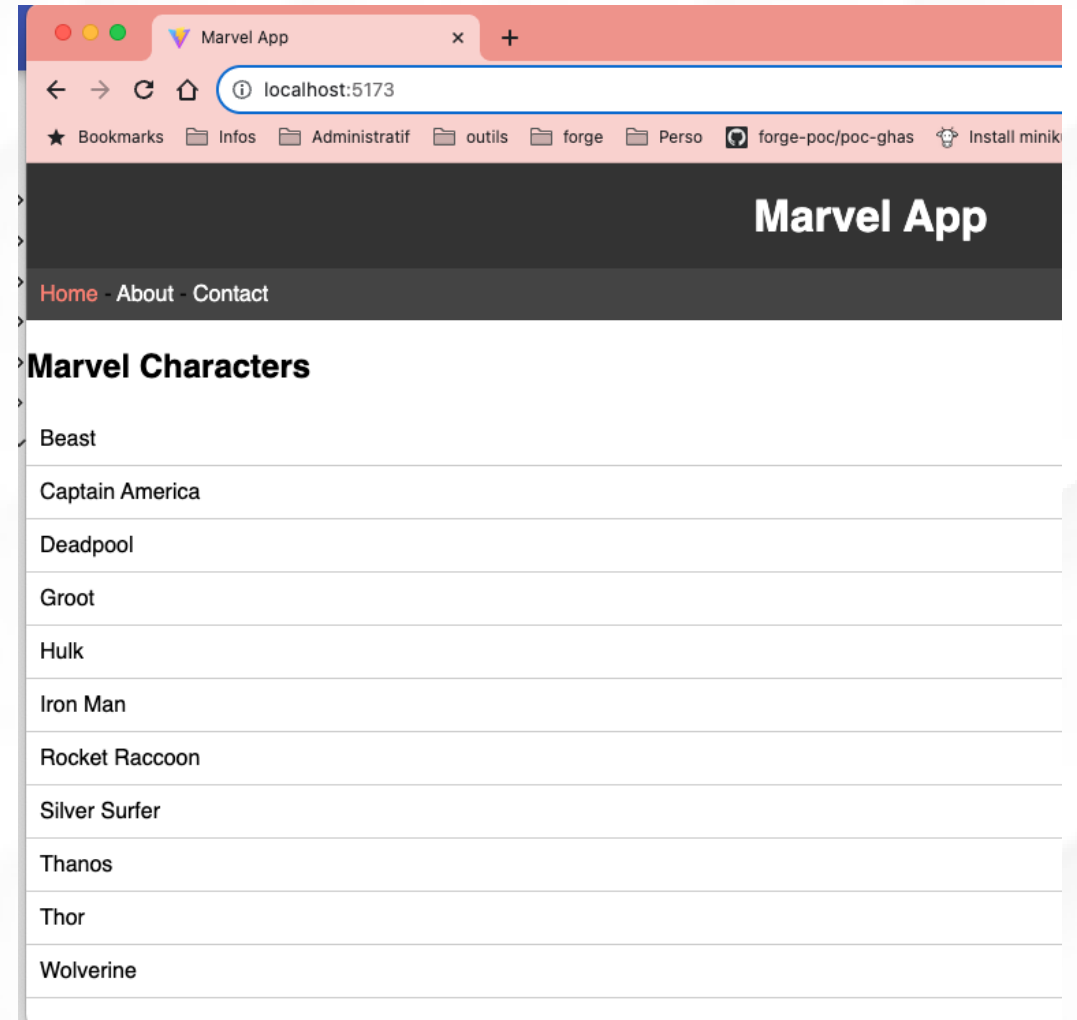 Marvel App
localhost:5173
Bookmarks Infos Administratif outils forge Perso forge-poc/poc-ghas Install
Marvel App
Home - About - Contact
Marvel Characters
Beast
Captain America
Deadpool
Groot
Hulk
Iron Man
Rocket Raccoon
Silver Surfer
Thanos
Thor
Wolverine